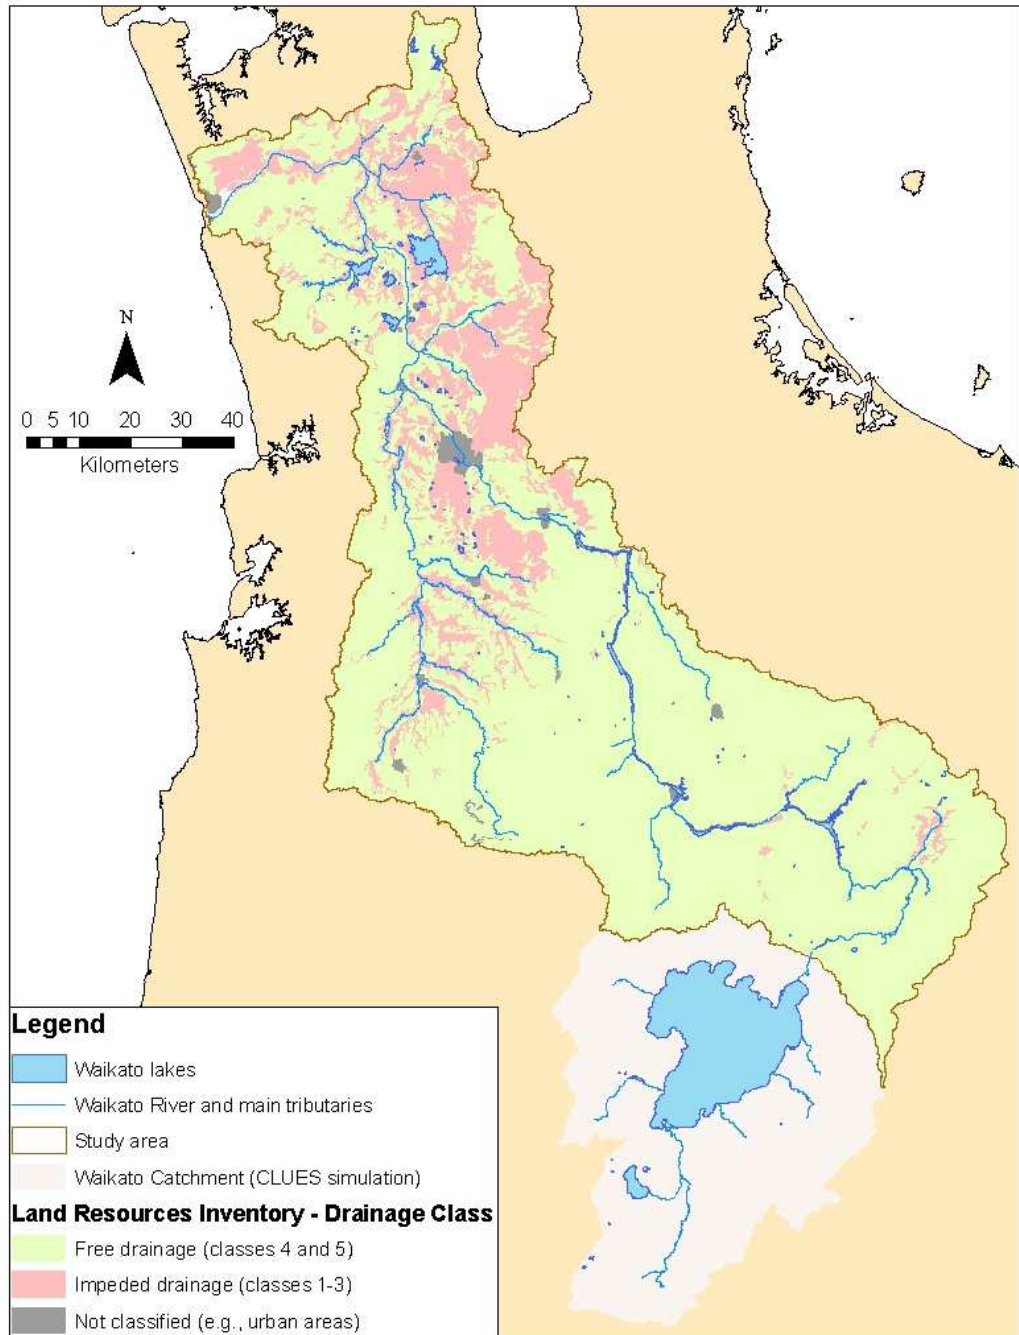 N
0 5 10 20 30 40
Kilometers
Legend
Waikato lakes
Waikato River and main tributaries
Study area
Waikato Catchment (CLUES simulation)
Land Resources Inventory - Drainage Class
Free drainage (classes 4 and 5)
Impeded drainage (classes 1-3)
Not classified (e.g., urban areas)